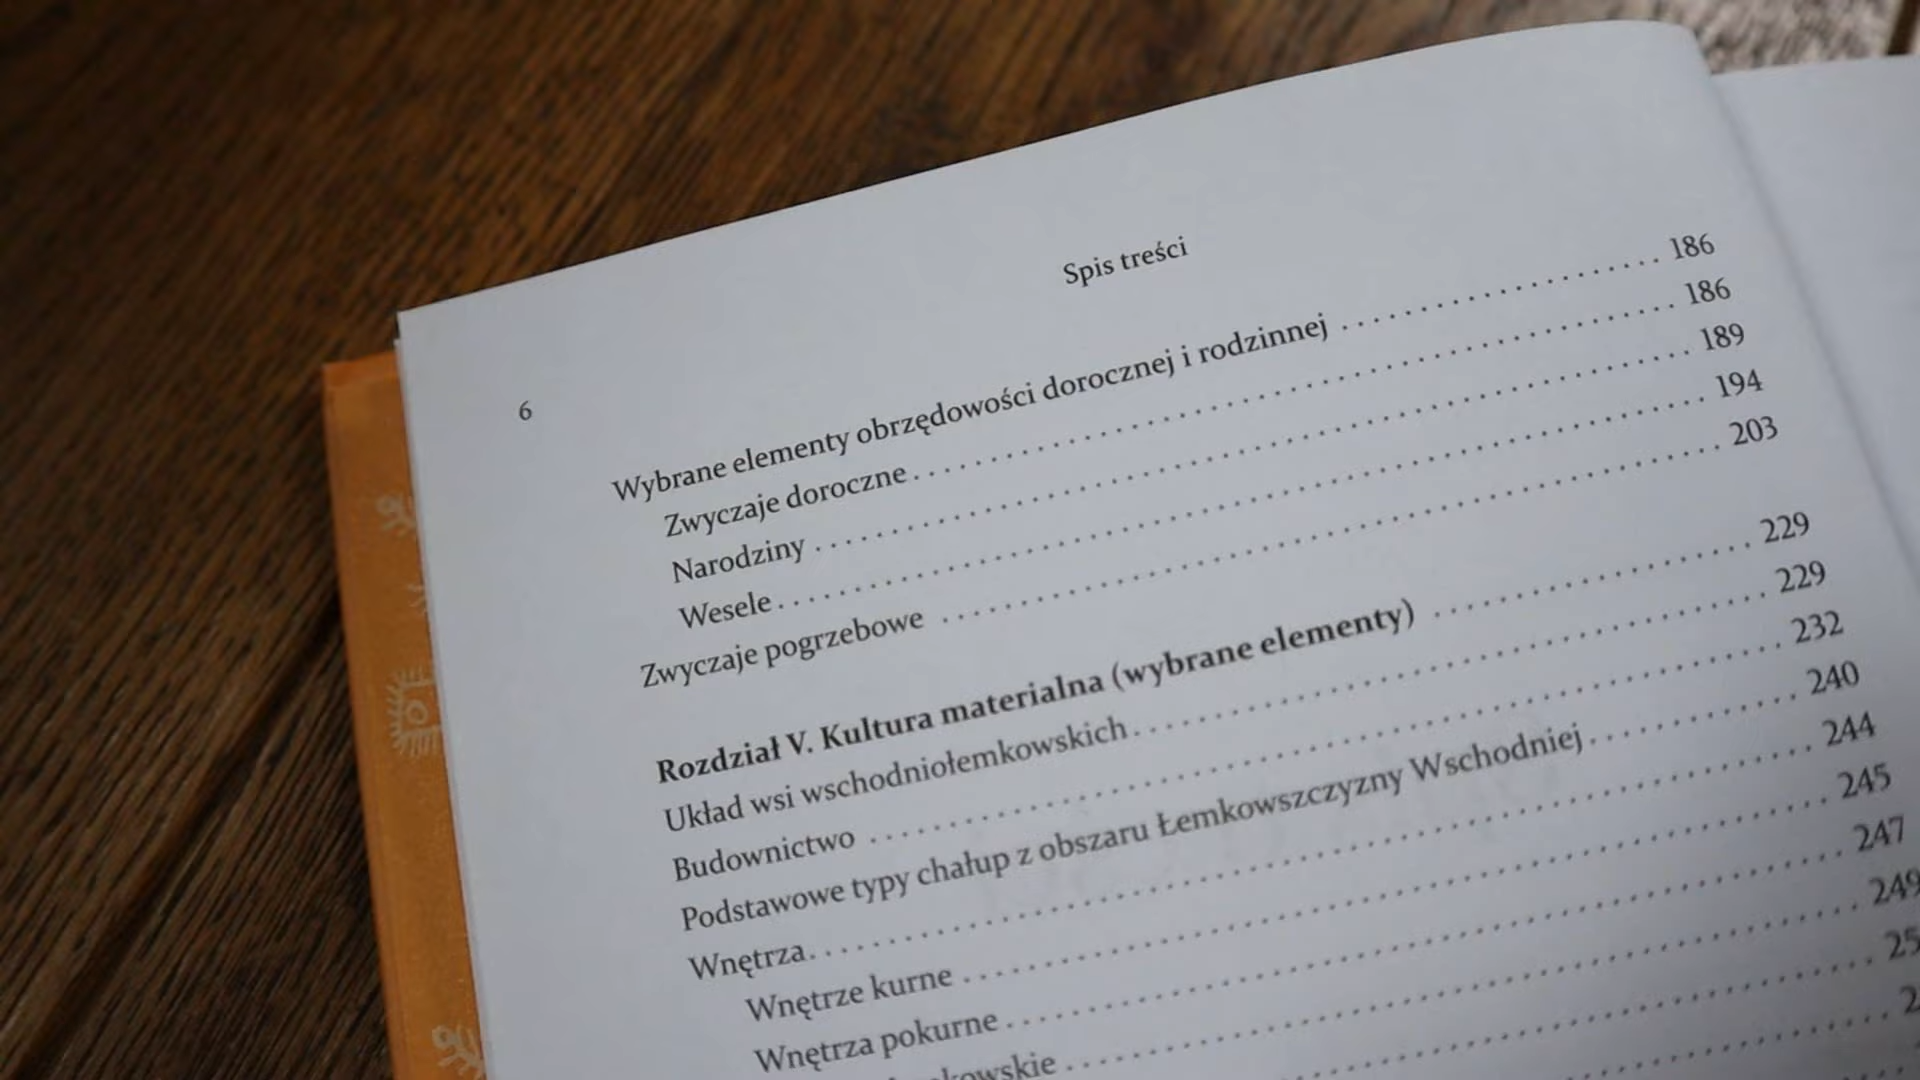 6
Spis treści
Wybrane elementy obrzędowości dorocznej i rodzinnej . . . . . . . . . . . . . . . . . . . . . 186
Zwyczaje doroczne . . . . . . . . . . . . . . . . . . . . . . . . . . . . . . . . . . . . . . . . . . . . . . . . . 186
Narodziny . . . . . . . . . . . . . . . . . . . . . . . . . . . . . . . . . . . . . . . . . . . . . . . . . . . . . . . . 189
Wesele . . . . . . . . . . . . . . . . . . . . . . . . . . . . . . . . . . . . . . . . . . . . . . . . . . . . . . . . . . . 194
Zwyczaje pogrzebowe . . . . . . . . . . . . . . . . . . . . . . . . . . . . . . . . . . . . . . . . . . . . . . . . . 203
Rozdział V. Kultura materialna (wybrane elementy) . . . . . . . . . . . . . . . . . . . . 229
Układ wsi wschodniołemkowskich . . . . . . . . . . . . . . . . . . . . . . . . . . . . . . . . . . . . . . . 229
Budownictwo . . . . . . . . . . . . . . . . . . . . . . . . . . . . . . . . . . . . . . . . . . . . . . . . . . . . . . . . 232
Podstawowe typy chałup z obszaru Łemkowszczyzny Wschodniej . . . . . . . . . . . . . 240
Wnętrza . . . . . . . . . . . . . . . . . . . . . . . . . . . . . . . . . . . . . . . . . . . . . . . . . . . . . . . . . . . . . 244
Wnętrze kurne . . . . . . . . . . . . . . . . . . . . . . . . . . . . . . . . . . . . . . . . . . . . . . . . . . . . . 245
Wnętrza pokurne . . . . . . . . . . . . . . . . . . . . . . . . . . . . . . . . . . . . . . . . . . . . . . . . . . . 247
249